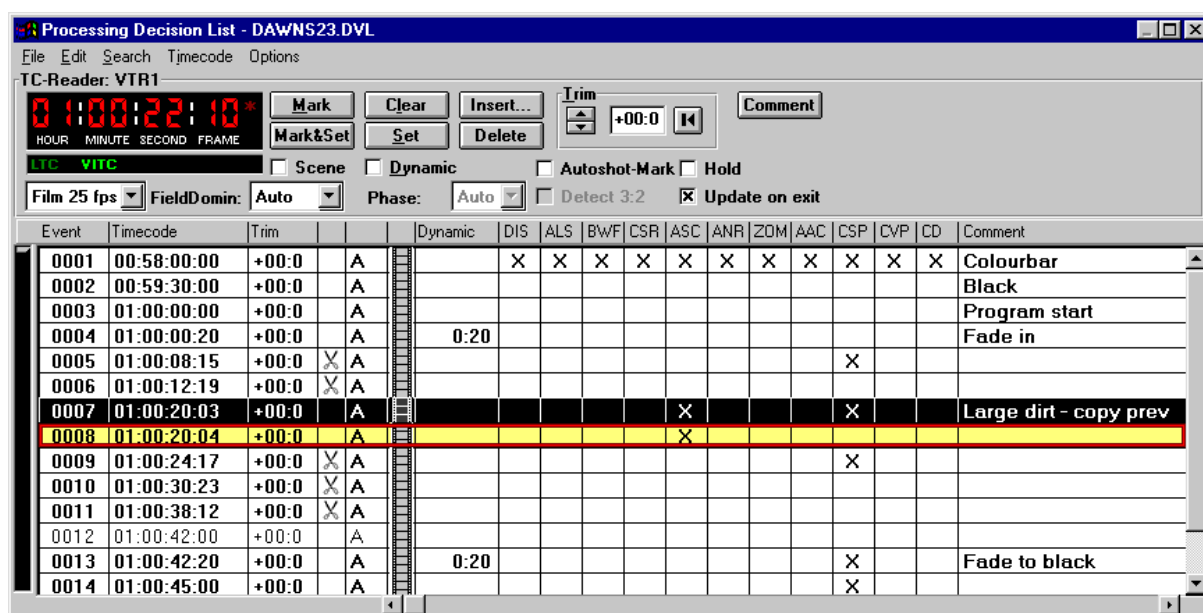 Processing Decision List - DAWNS23.DVL
File Edit Search Timecode Options
TC-Reader: VTR1
01:00:22:10*
HOUR MINUTE SECOND FRAME
LTC VITC
Mark Clear Insert...
Mark&Set Set Delete
Trim
+00:0
Comment
Scene Dynamic Autoshot-Mark Hold
Film 25 fps FieldDomin: Auto Phase: Auto Detect 3:2 Update on exit
Event Timecode Trim Dynamic DIS ALS BWF CSR ASC ANR ZOM AAC CSP CVP CD Comment
0001 00:58:00:00 +00:0 A X X X X X X X X X X X Colourbar
0002 00:59:30:00 +00:0 A Black
0003 01:00:00:00 +00:0 A Program start
0004 01:00:00:20 +00:0 A 0:20 Fade in
0005 01:00:08:15 +00:0 A X
0006 01:00:12:19 +00:0 A
0007 01:00:20:03 +00:0 A X X Large dirt - copy prev
0008 01:00:20:04 +00:0 A X
0009 01:00:24:17 +00:0 A X
0010 01:00:30:23 +00:0 A
0011 01:00:38:12 +00:0 A
0012 01:00:42:00 +00:0 A
0013 01:00:42:20 +00:0 A 0:20 X Fade to black
0014 01:00:45:00 +00:0 A X